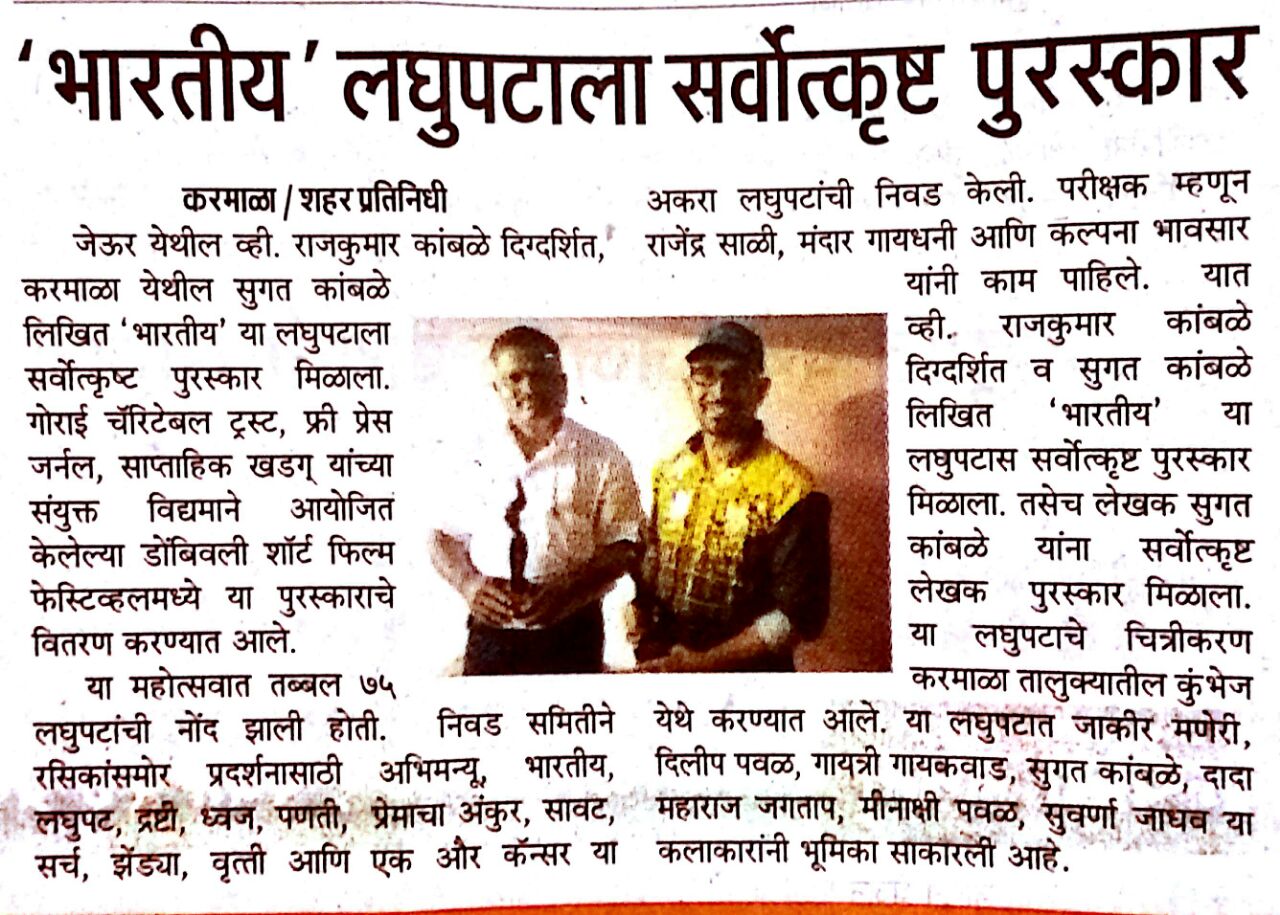 ‘भारतीय’ लघुपटाला सर्वोत्कृष्ट पुरस्कार
करमाळा / शहर प्रतिनिधी
जेऊर येथील व्ही. राजकुमार कांबळे दिग्दर्शित,
करमाळा येथील सुगत कांबळे
लिखित ‘भारतीय’ या लघुपटाला
सर्वोत्कृष्ट पुरस्कार मिळाला.
गोराई चॅरिटेबल ट्रस्ट, फ्री प्रेस
जर्नल, साप्ताहिक खडग् यांच्या
संयुक्त विद्यमाने आयोजित
केलेल्या डोंबिवली शॉर्ट फिल्म
फेस्टिव्हलमध्ये या पुरस्काराचे
वितरण करण्यात आले.
या महोत्सवात तब्बल ७५
लघुपटांची नोंद झाली होती. निवड समितीने
रसिकांसमोर प्रदर्शनासाठी अभिमन्यू, भारतीय,
लघुपट, द्रष्टी, ध्वज, पणती, प्रेमाचा अंकुर, सावट,
सर्च, झेंड्या, वृत्ती आणि एक और कॅन्सर या
अकरा लघुपटांची निवड केली. परीक्षक म्हणून
राजेंद्र साळी, मंदार गायधनी आणि कल्पना भावसार
यांनी काम पाहिले. यात
व्ही. राजकुमार कांबळे
दिग्दर्शित व सुगत कांबळे
लिखित ‘भारतीय’ या
लघुपटास सर्वोत्कृष्ट पुरस्कार
मिळाला. तसेच लेखक सुगत
कांबळे यांना सर्वोत्कृष्ट
लेखक पुरस्कार मिळाला.
या लघुपटाचे चित्रीकरण
करमाळा तालुक्यातील कुंभेज
येथे करण्यात आले. या लघुपटात जाकीर मणेरी,
दिलीप पवळ, गायत्री गायकवाड, सुगत कांबळे, दादा
महाराज जगताप, मीनाक्षी पवळ, सुवर्णा जाधव या
कलाकारांनी भूमिका साकारली आहे.